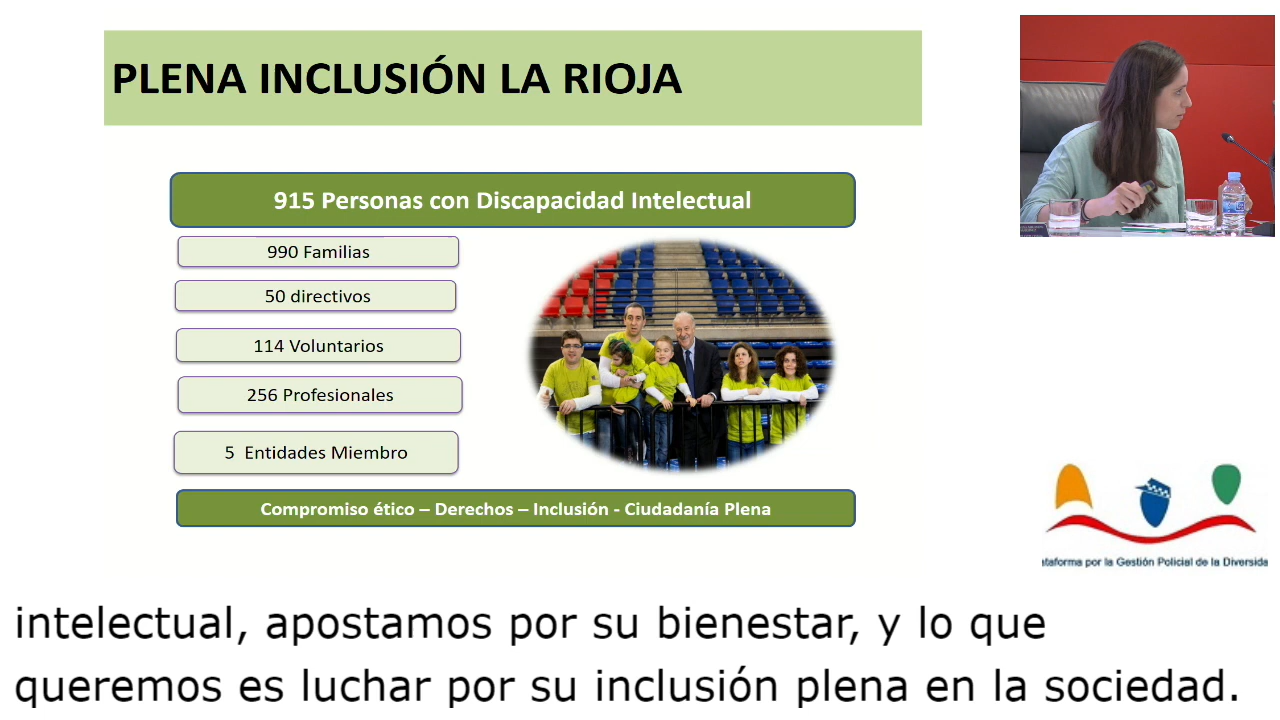 PLENA INCLUSIÓN LA RIOJA
915 Personas con Discapacidad Intelectual
990 Familias
50 directivos
114 Voluntarios
256 Profesionales
5 Entidades Miembro
Compromiso ético – Derechos – Inclusión - Ciudadanía Plena
por la Gestión Policial de la
intelectual, apostamos por su bienestar, y lo que
queremos es luchar por su inclusión plena en la sociedad.